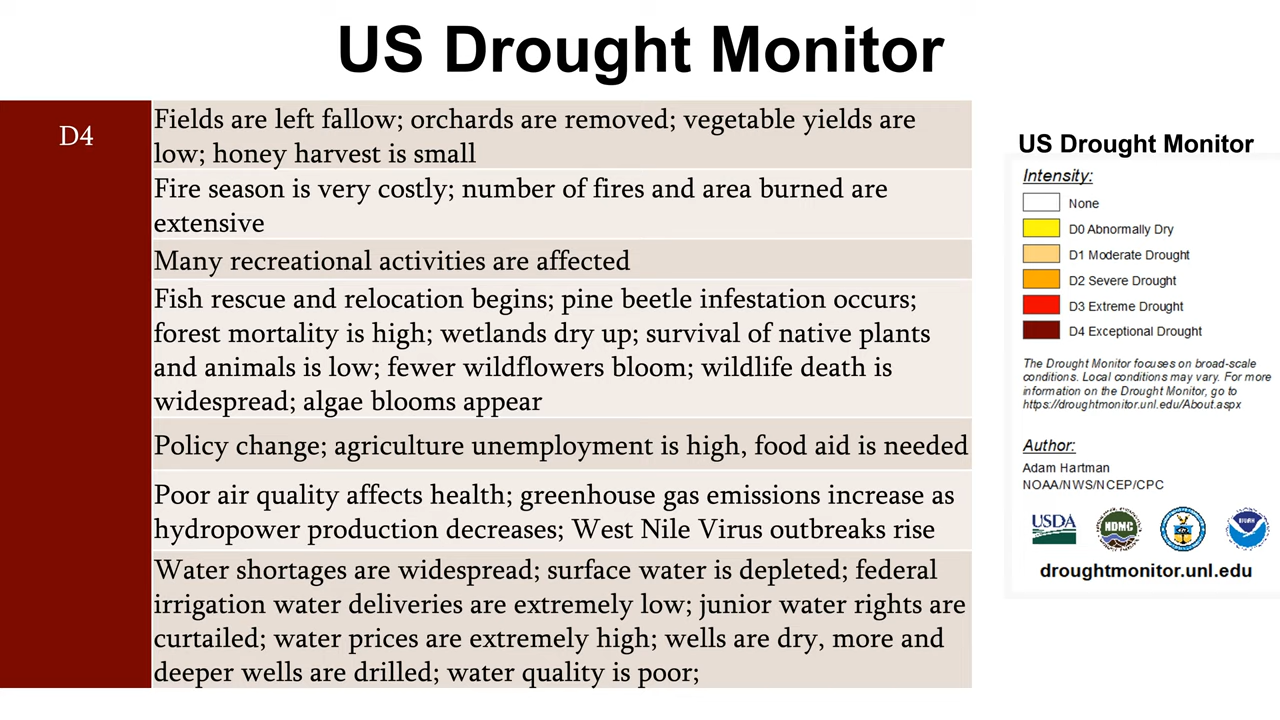 US Drought Monitor
D4
Fields are left fallow; orchards are removed; vegetable yields are
low; honey harvest is small
Fire season is very costly; number of fires and area burned are
extensive
Many recreational activities are affected
Fish rescue and relocation begins; pine beetle infestation occurs;
forest mortality is high; wetlands dry up; survival of native plants
and animals is low; fewer wildflowers bloom; wildlife death is
widespread; algae blooms appear
Policy change; agriculture unemployment is high, food aid is needed
Poor air quality affects health; greenhouse gas emissions increase as
hydropower production decreases; West Nile Virus outbreaks rise
Water shortages are widespread; surface water is depleted; federal
irrigation water deliveries are extremely low; junior water rights are
curtailed; water prices are extremely high; wells are dry, more and
deeper wells are drilled; water quality is poor;
US Drought Monitor
Intensity:
None
D0 Abnormally Dry
D1 Moderate Drought
D2 Severe Drought
D3 Extreme Drought
D4 Exceptional Drought
The Drought Monitor focuses on broad-scale
conditions. Local conditions may vary. For more
information on the Drought Monitor, go to
https://droughtmonitor.unl.edu/About.aspx
Author:
Adam Hartman
NOAA/NWS/NCEP/CPC
USDA
NDMC
droughtmonitor.unl.edu